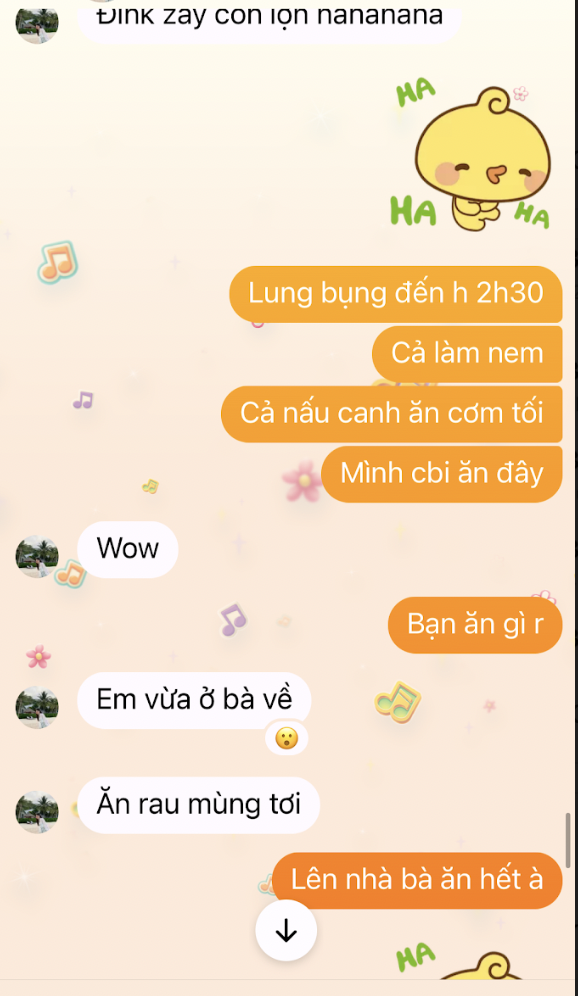 Đỉnk zậy con lợn hahahaha
HA
HA
HA
Lung bụng đến h 2h30
Cả làm nem
Cả nấu canh ăn cơm tối
Mình cbi ăn đây
Wow
Bạn ăn gì r
Em vừa ở bà về
Ăn rau mùng tơi
Lên nhà bà ăn hết à
HA